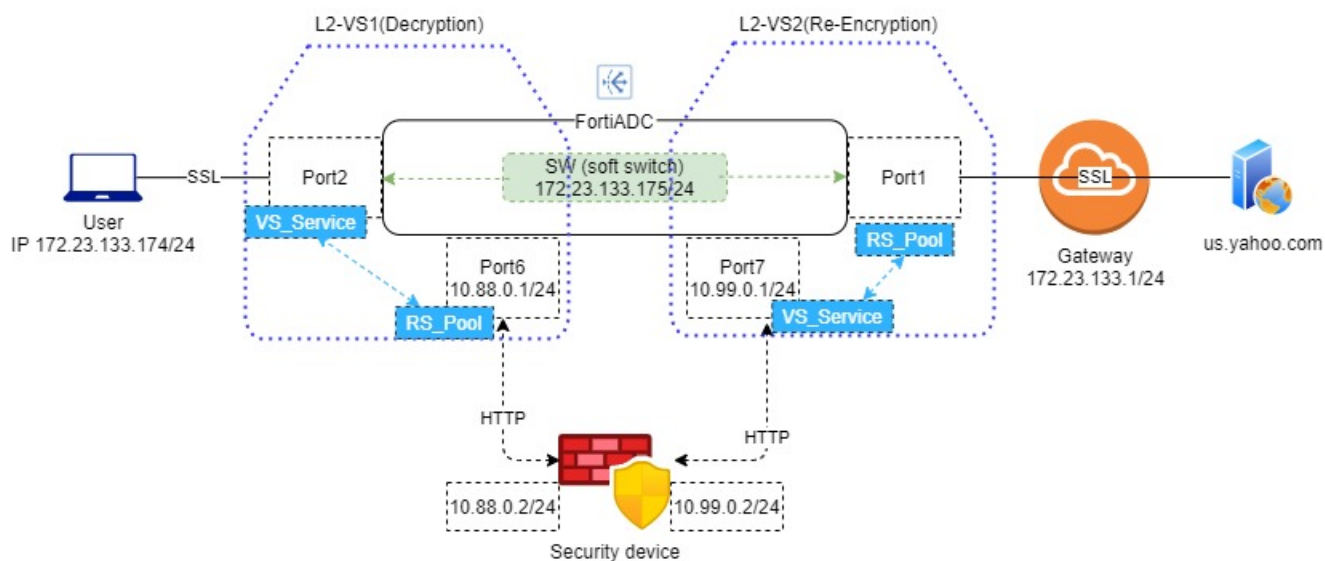 L2-VS1(Decryption)
L2-VS2(Re-Encryption)
FortiADC
SW (soft switch)
172.23.133.175/24
SSL
Port2
Port1
SSL
User
IP 172.23.133.174/24
VS_Service
RS_Pool
Gateway
172.23.133.1/24
us.yahoo.com
Port6
10.88.0.1/24
Port7
10.99.0.1/24
RS_Pool
VS_Service
HTTP
HTTP
10.88.0.2/24
10.99.0.2/24
Security device